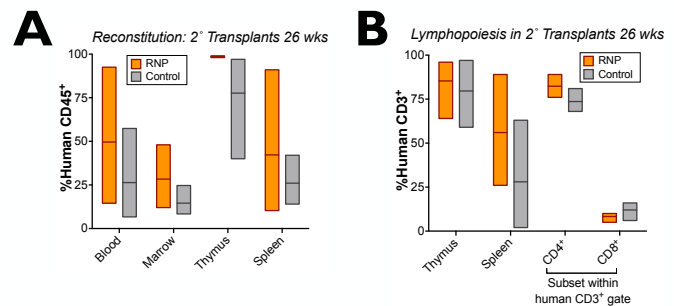 A
Reconstitution: 2° Transplants 26 wks
%Human CD45+
100
75
50
25
0
RNP
Control
Blood
Marrow
Thymus
Spleen
B
Lymphopoiesis in 2° Transplants 26 wks
%Human CD3+
100
75
50
25
0
RNP
Control
Thymus
Spleen
CD4+
CD8+
Subset within
human CD3+ gate